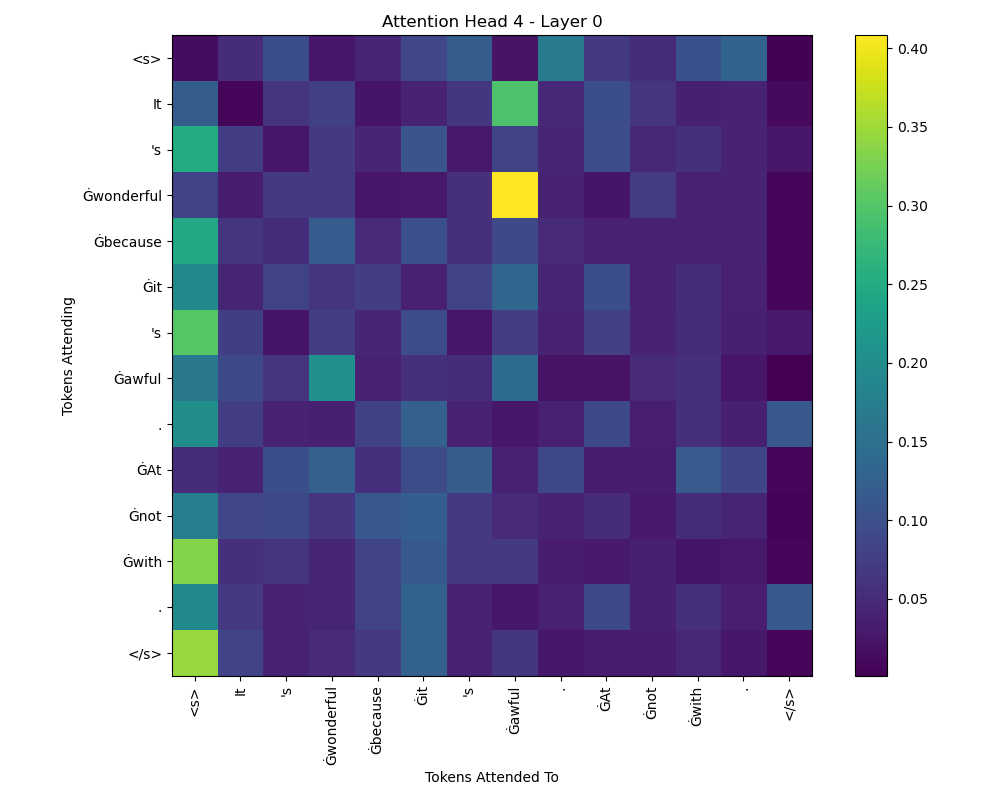 Attention Head 4 - Layer 0
Tokens Attending
<s>
It
's
Ġwonderful
Ġbecause
Ġit
's
Ġawful
.
ĠAt
Ġnot
Ġwith
.
</s>
<s>
It
's
Ġwonderful
Ġbecause
Ġit
's
Ġawful
.
ĠAt
Ġnot
Ġwith
.
</s>
Tokens Attended To
0.40
0.35
0.30
0.25
0.20
0.15
0.10
0.05